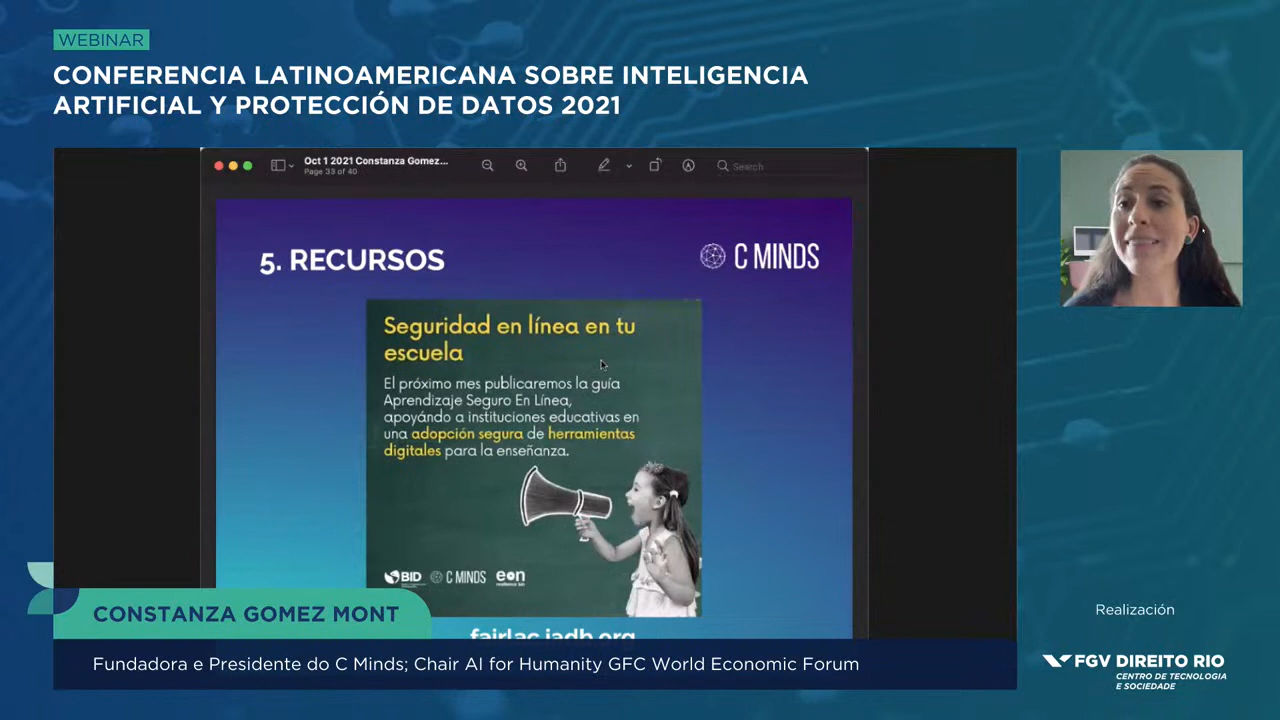 WEBINAR
CONFERENCIA LATINOAMERICANA SOBRE INTELIGENCIA
ARTIFICIAL Y PROTECCIÓN DE DATOS 2021
Oct 1 2021 Constanza Gomez...
Page 33 of 40
Search
5. RECURSOS
C MINDS
Seguridad en línea en tu
escuela
El próximo mes publicaremos la guía
Aprendizaje Seguro En Línea,
apoyándo a instituciones educativas en
una adopción segura de herramientas
digitales para la enseñanza.
BID
C MINDS
eon
fairlac.iadb.org
CONSTANZA GOMEZ MONT
Fundadora e Presidente do C Minds; Chair AI for Humanity GFC World Economic Forum
Realización
FGV DIREITO RIO
CENTRO DE TECNOLOGIA
E SOCIEDADE